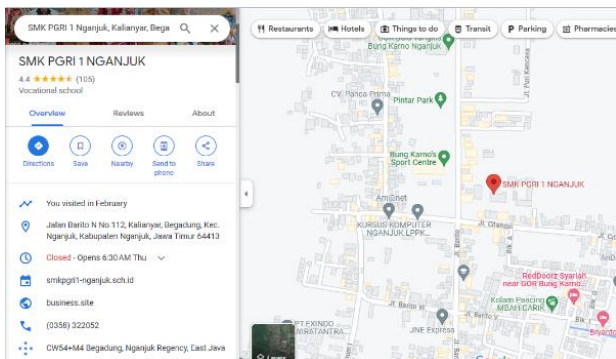 SMK PGRI 1 Nganjuk, Kalianyar, Bega
SMK PGRI 1 NGANJUK
4.4 ★★★★★ (105)
Vocational school
Overview Reviews About
Directions Save Nearby Send to phone Share
You visited in February
Jalan Barito N No.112, Kalianyar, Begadung, Kec.
Nganjuk, Kabupaten Nganjuk, Jawa Timur 64413
Closed - Opens 6:30 AM Thu
smkpgri1-nganjuk.sch.id
business.site
(0358) 322052
CW54+M4 Begadung, Nganjuk Regency, East Java
Restaurants Hotels Things to do Transit Parking Pharmacies
Bung Karno Nganjuk
CV. Panca Prima
Pintar Park
Bung Karno's
Sport Centre
SMK PGRI 1 NGANJUK
KURSUS KOMPUTER
NGANJUK LPPK...
RedDoorz Syariah
near GOR Bung Karno
Kolam Pancing
MBAH CARIK
Jl. Barito
JNE Express
PT EXINDO
Layers